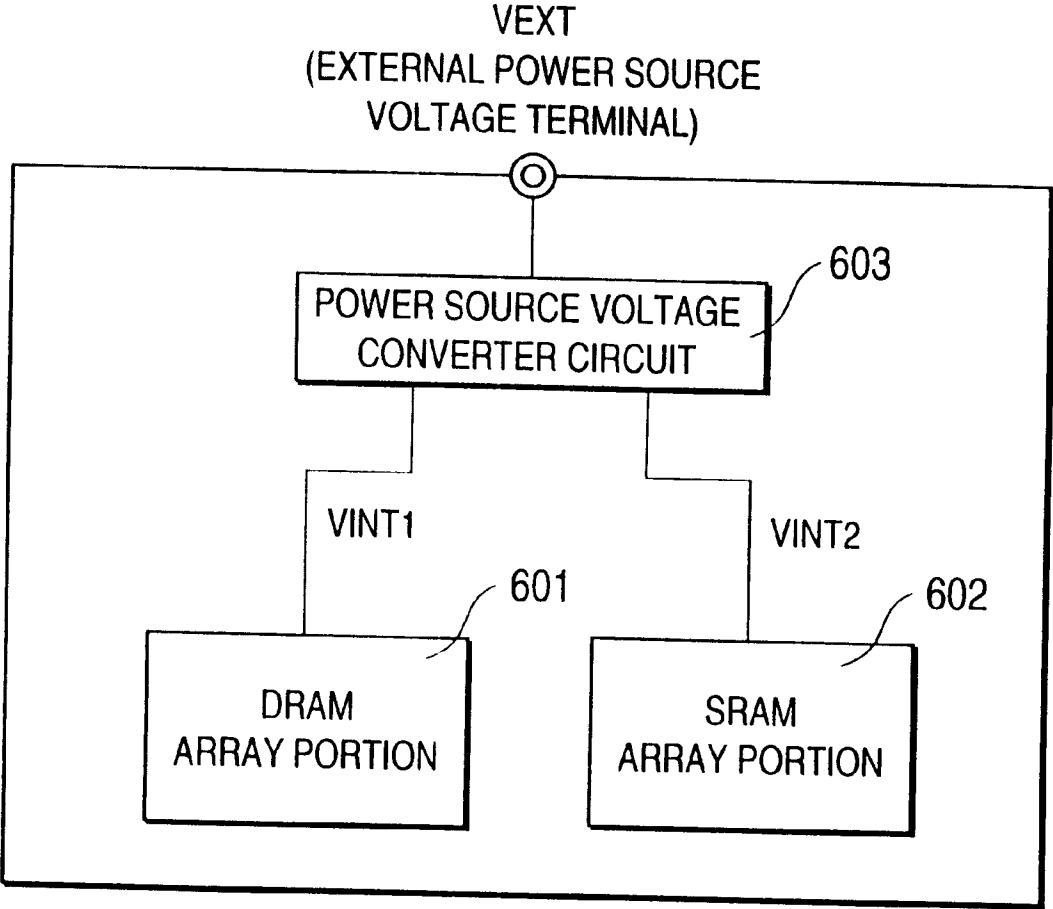 VEXT
(EXTERNAL POWER SOURCE
VOLTAGE TERMINAL)
603
POWER SOURCE VOLTAGE
CONVERTER CIRCUIT
VINT1
VINT2
601
602
DRAM
ARRAY PORTION
SRAM
ARRAY PORTION